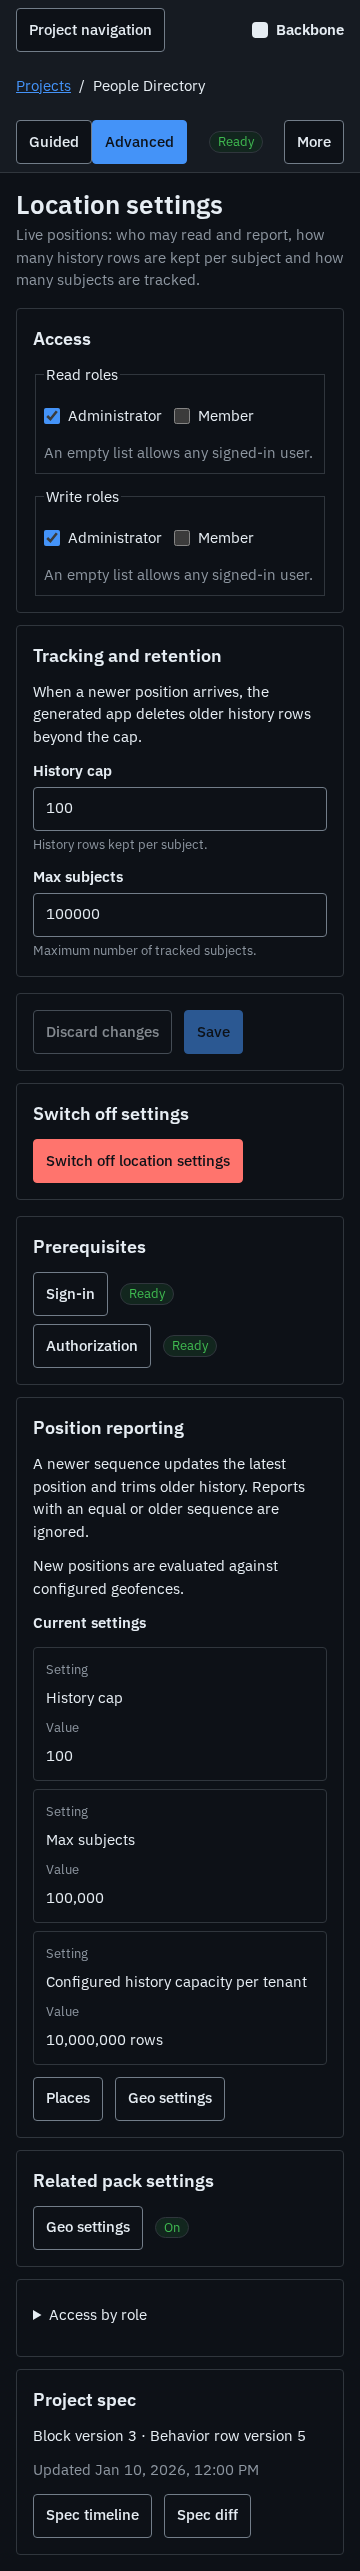 Project navigation
Backbone
Projects / People Directory
Guided Advanced Ready More
Location settings
Live positions: who may read and report, how
many history rows are kept per subject and how
many subjects are tracked.
Access
Read roles
Administrator Member
An empty list allows any signed-in user.
Write roles
Administrator Member
An empty list allows any signed-in user.
Tracking and retention
When a newer position arrives, the
generated app deletes older history rows
beyond the cap.
History cap
100
History rows kept per subject.
Max subjects
100000
Maximum number of tracked subjects.
Discard changes Save
Switch off settings
Switch off location settings
Prerequisites
Sign-in Ready
Authorization Ready
Position reporting
A newer sequence updates the latest
position and trims older history. Reports
with an equal or older sequence are
ignored.
New positions are evaluated against
configured geofences.
Current settings
Setting
History cap
Value
100
Setting
Max subjects
Value
100,000
Setting
Configured history capacity per tenant
Value
10,000,000 rows
Places Geo settings
Related pack settings
Geo settings On
Access by role
Project spec
Block version 3 · Behavior row version 5
Updated Jan 10, 2026, 12:00 PM
Spec timeline Spec diff